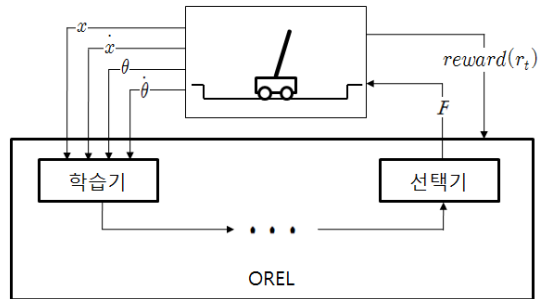 x
ẋ
θ
θ̇
reward(r_t)
F
학습기
선택기
• • •
OREL